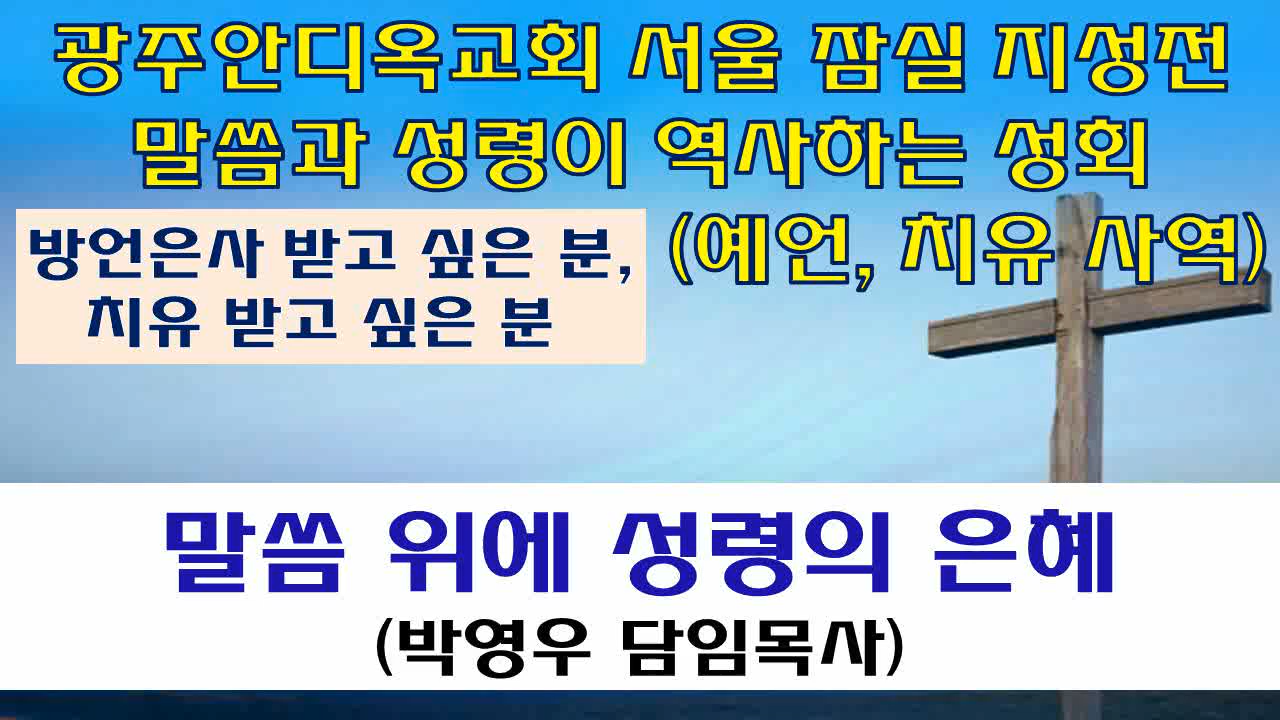 광주안디옥교회 서울 잠실 지성전
말씀과 성령이 역사하는 성회
(예언, 치유 사역)
방언은사 받고 싶은 분,
치유 받고 싶은 분
말씀 위에 성령의 은혜
(박영우 담임목사)